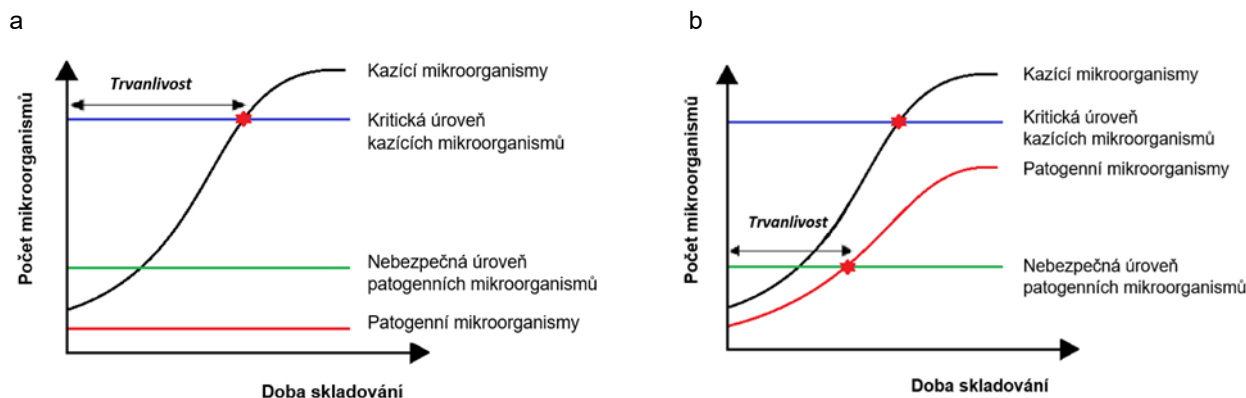 a
Trvanlivost
Kazící mikroorganismy
Kritická úroveň
kazících mikroorganismů
Nebezpečná úroveň
patogenních mikroorganismů
Patogenní mikroorganismy
Počet mikroorganismů
Doba skladování
b
Kazící mikroorganismy
Kritická úroveň
kazících mikroorganismů
Patogenní mikroorganismy
Trvanlivost
Nebezpečná úroveň
patogenních mikroorganismů
Počet mikroorganismů
Doba skladování